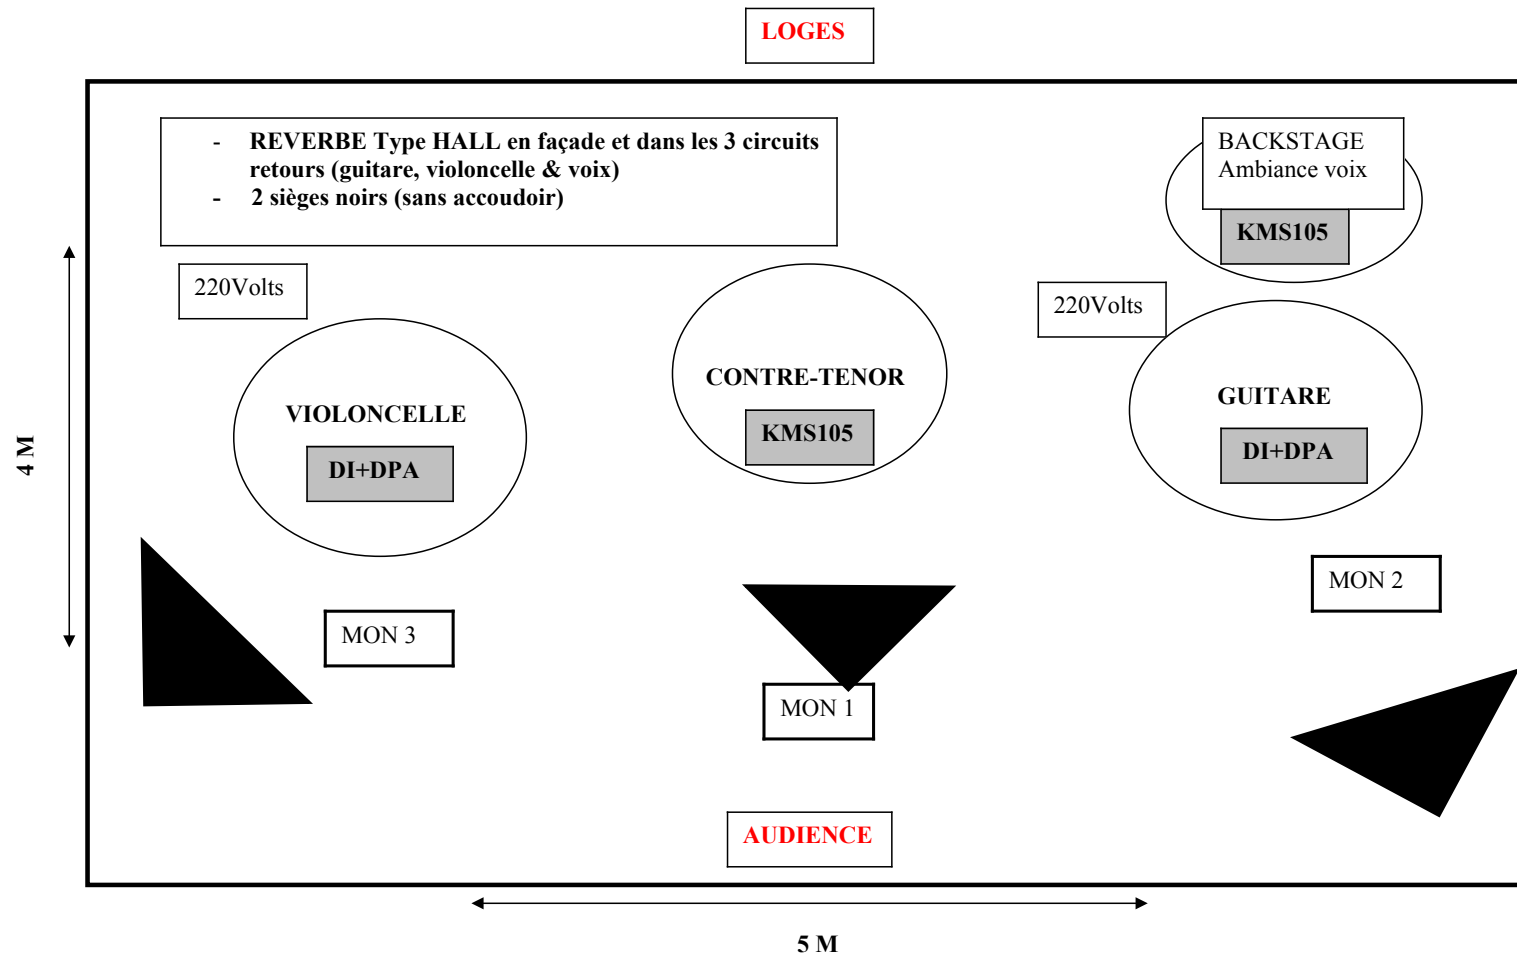 LOGES
- REVERBE Type HALL en façade et dans les 3 circuits
retours (guitare, violoncelle & voix)
- 2 sièges noirs (sans accoudoir)
BACKSTAGE
Ambiance voix
KMS105
220Volts
220Volts
CONTRE-TENOR
KMS105
VIOLONCELLE
DI+DPA
GUITARE
DI+DPA
4 M
MON 2
MON 3
MON 1
AUDIENCE
5 M